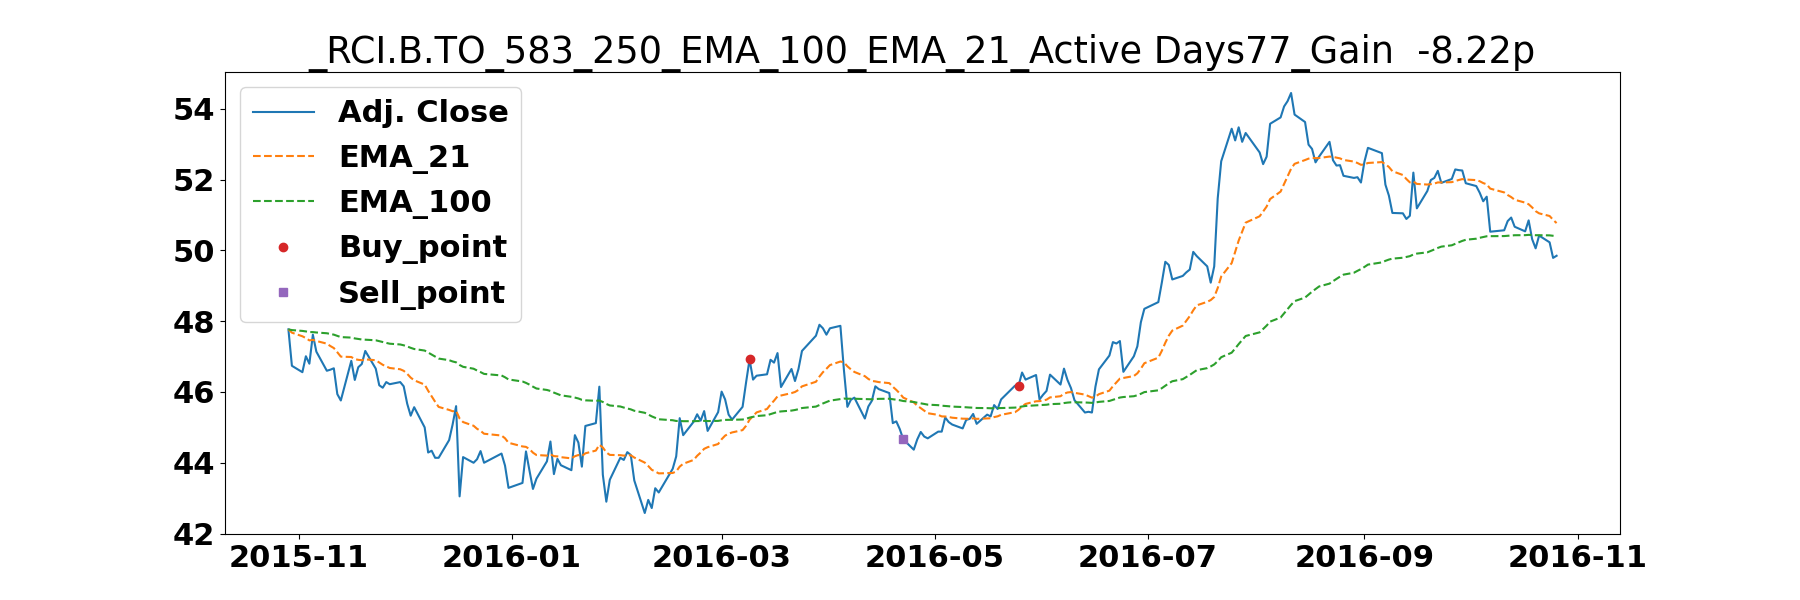 _RCI.B.TO_583_250_EMA_100_EMA_21_Active Days77_Gain  -8.22p
54
52
50
48
46
44
42
Adj. Close
EMA_21
EMA_100
Buy_point
Sell_point
2015-11 2016-01 2016-03 2016-05 2016-07 2016-09 2016-11